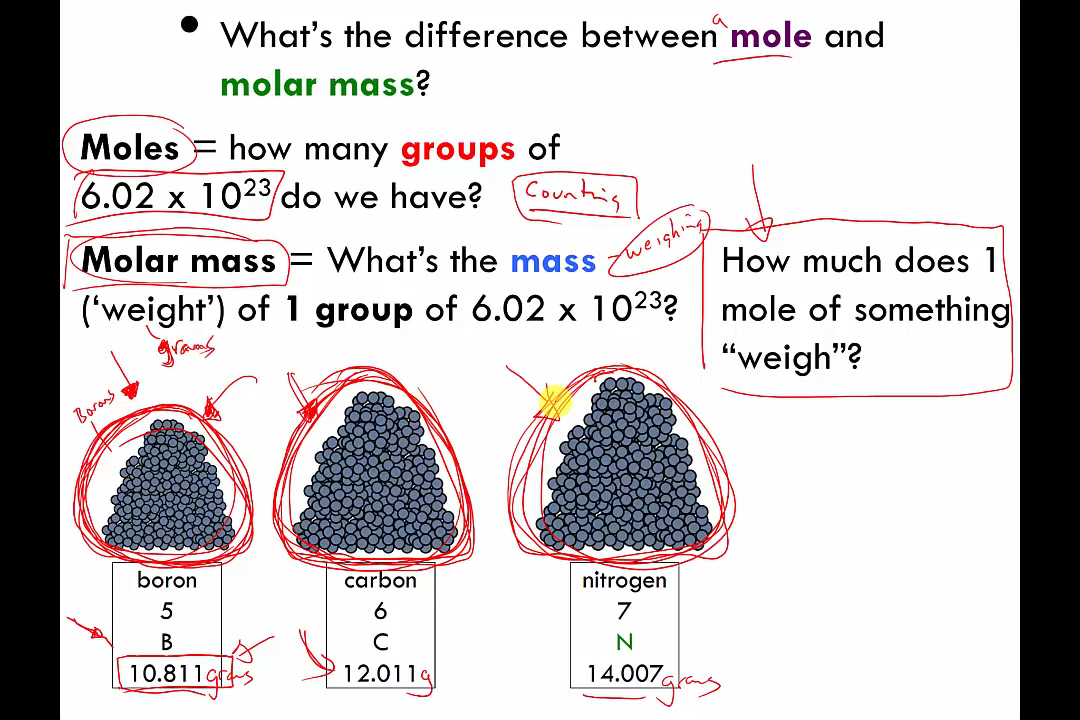 • What's the difference between a mole and
molar mass?
Moles = how many groups of
6.02 x 10²³ do we have? Counting
Molar mass = What's the mass - weighing
('weight') of 1 group of 6.02 x 10²³?
grams
How much does 1
mole of something
"weigh"?
Borons
boron
5
B
10.811 grams
carbon
6
C
12.011 g
nitrogen
7
N
14.007 grams